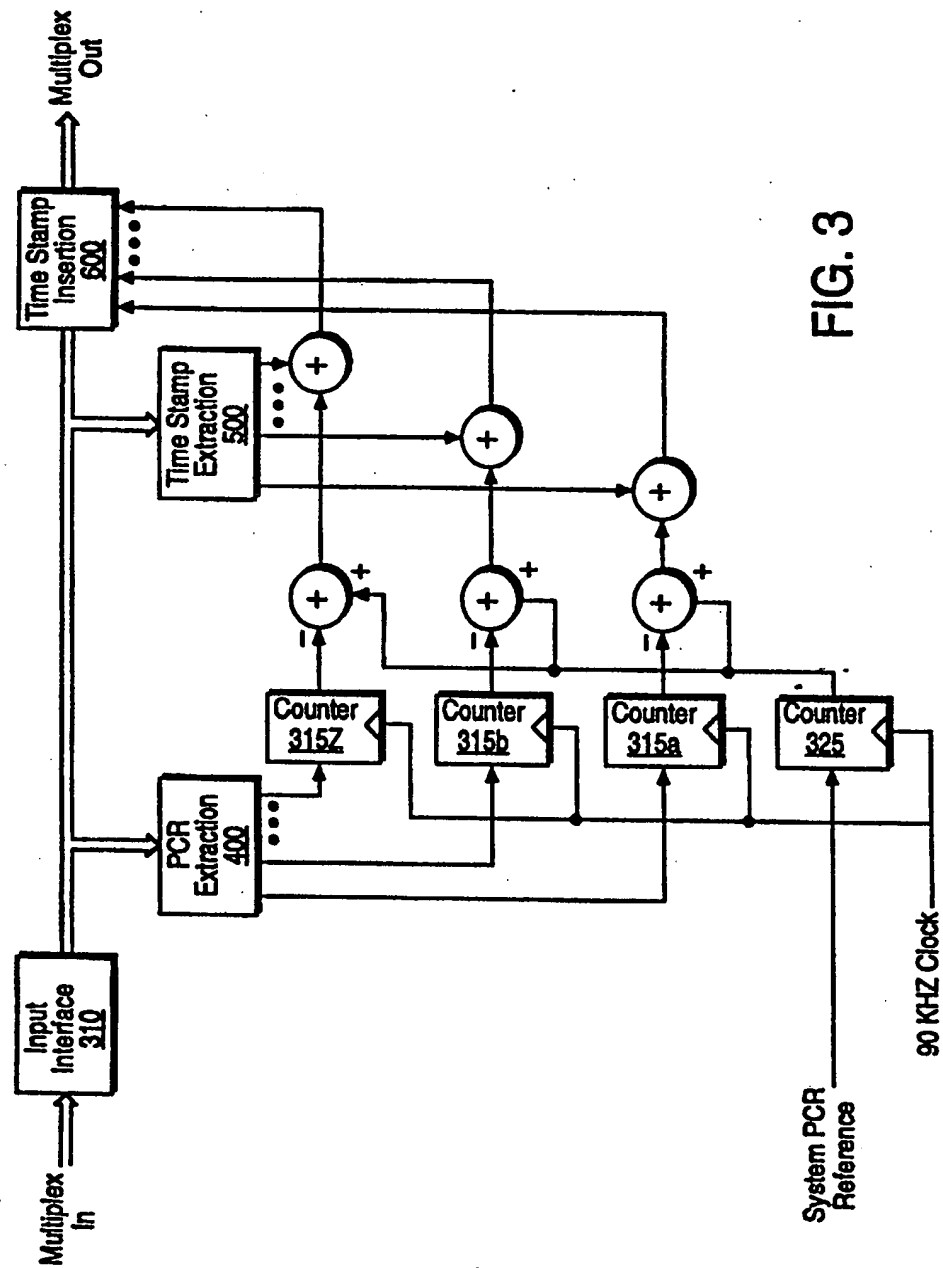 Multiplex
In
Input
Interface
310
PCR
Extraction
400
Time Stamp
Extraction
500
Time Stamp
Insertion
600
Multiplex
Out
Counter
315Z
−
+
+
+
Counter
315b
−
+
+
+
Counter
315a
−
+
+
+
Counter
325
System PCR
Reference
90 KHZ Clock
FIG. 3